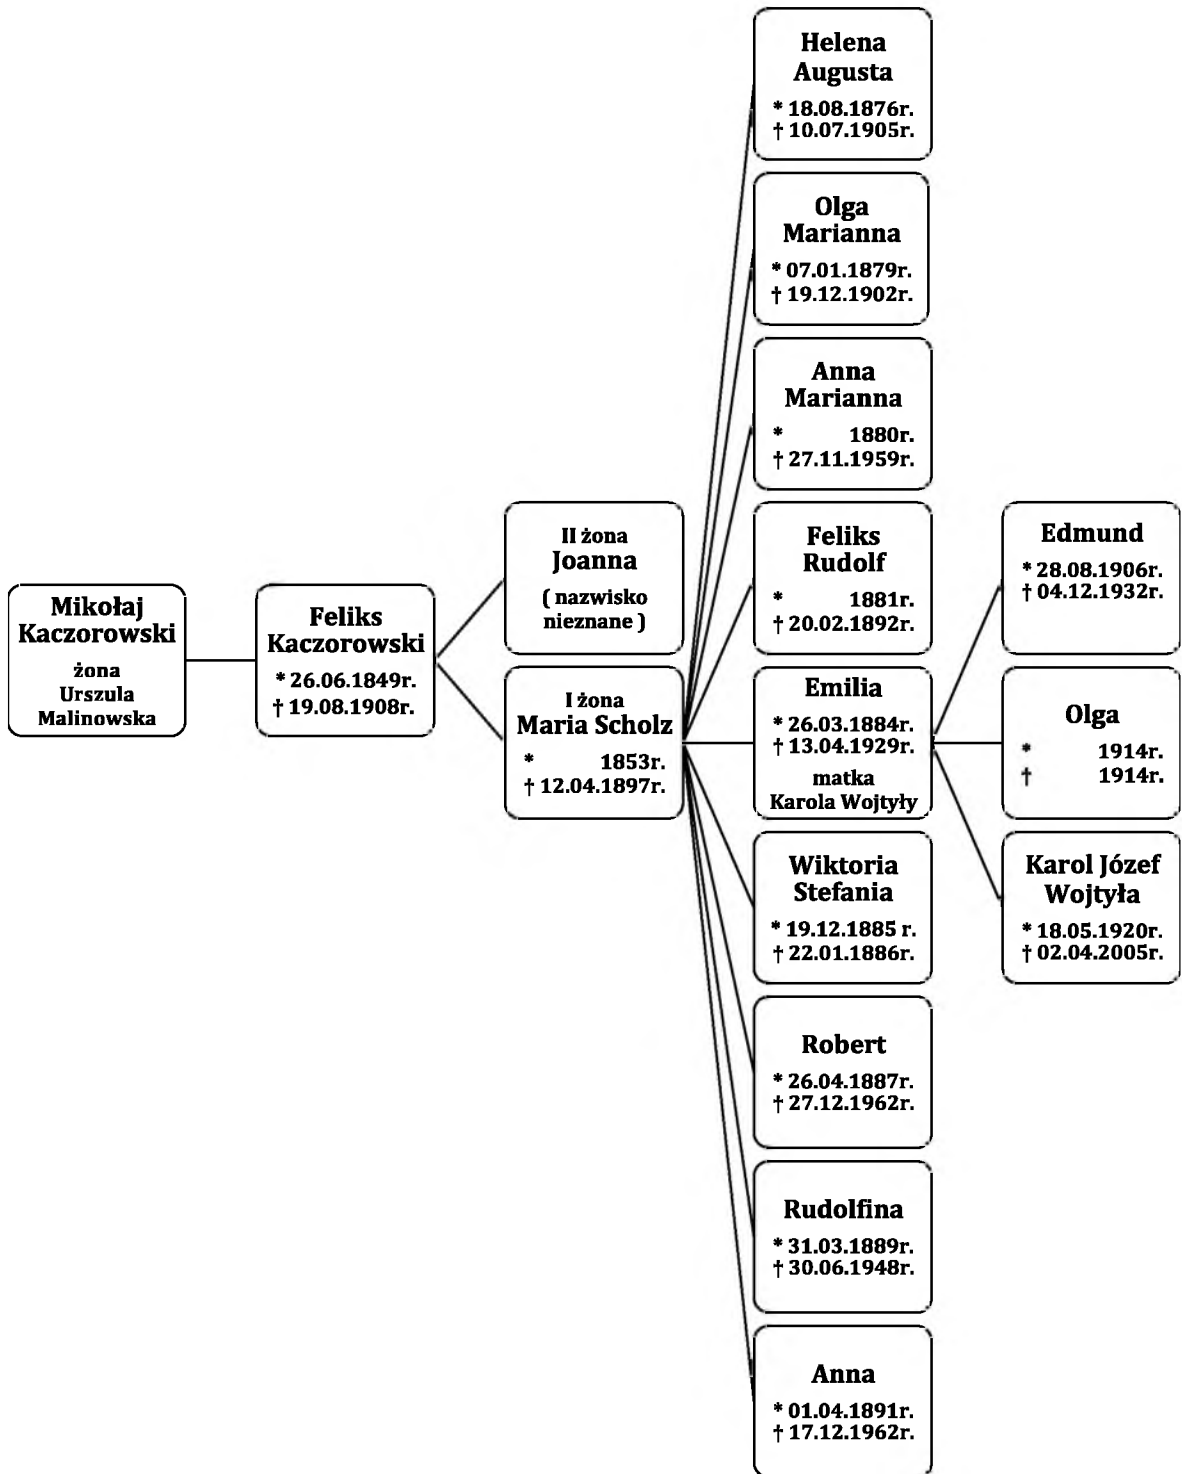 Helena
Augusta
* 18.08.1876r.
† 10.07.1905r.
Olga
Marianna
* 07.01.1879r.
† 19.12.1902r.
Anna
Marianna
* 1880r.
† 27.11.1959r.
II żona
Joanna
( nazwisko
nieznane )
Feliks
Rudolf
* 1881r.
† 20.02.1892r.
Edmund
* 28.08.1906r.
† 04.12.1932r.
Mikołaj
Kaczorowski
żona
Urszula
Malinowska
Feliks
Kaczorowski
* 26.06.1849r.
† 19.08.1908r.
I żona
Maria Scholz
* 1853r.
† 12.04.1897r.
Emilia
* 26.03.1884r.
† 13.04.1929r.
matka
Karola Wojtyły
Olga
* 1914r.
† 1914r.
Wiktoria
Stefania
* 19.12.1885 r.
† 22.01.1886r.
Karol Józef
Wojtyła
* 18.05.1920r.
† 02.04.2005r.
Robert
* 26.04.1887r.
† 27.12.1962r.
Rudolfina
* 31.03.1889r.
† 30.06.1948r.
Anna
* 01.04.1891r.
† 17.12.1962r.